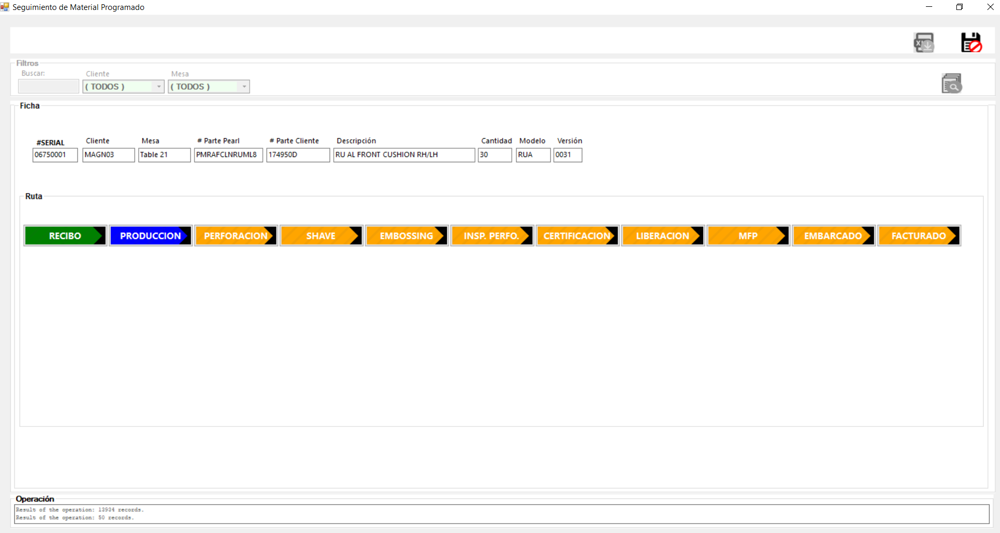 Seguimiento de Material Programado
Filtros
Buscar: Cliente Mesa
( TODOS ) ( TODOS )
Ficha
#SERIAL Cliente Mesa # Parte Pearl # Parte Cliente Descripción Cantidad Modelo Versión
06750001 MAGN03 Table 21 PMRAFCLNRUML8 174950D RU AL FRONT CUSHION RH/LH 30 RUA 0031
Ruta
RECIBO PRODUCCION PERFORACION SHAVE EMBOSSING INSP. PERFO. CERTIFICACION LIBERACION MFP EMBARCADO FACTURADO
Operación
Result of the operation: 13934 records.
Result of the operation: 50 records.